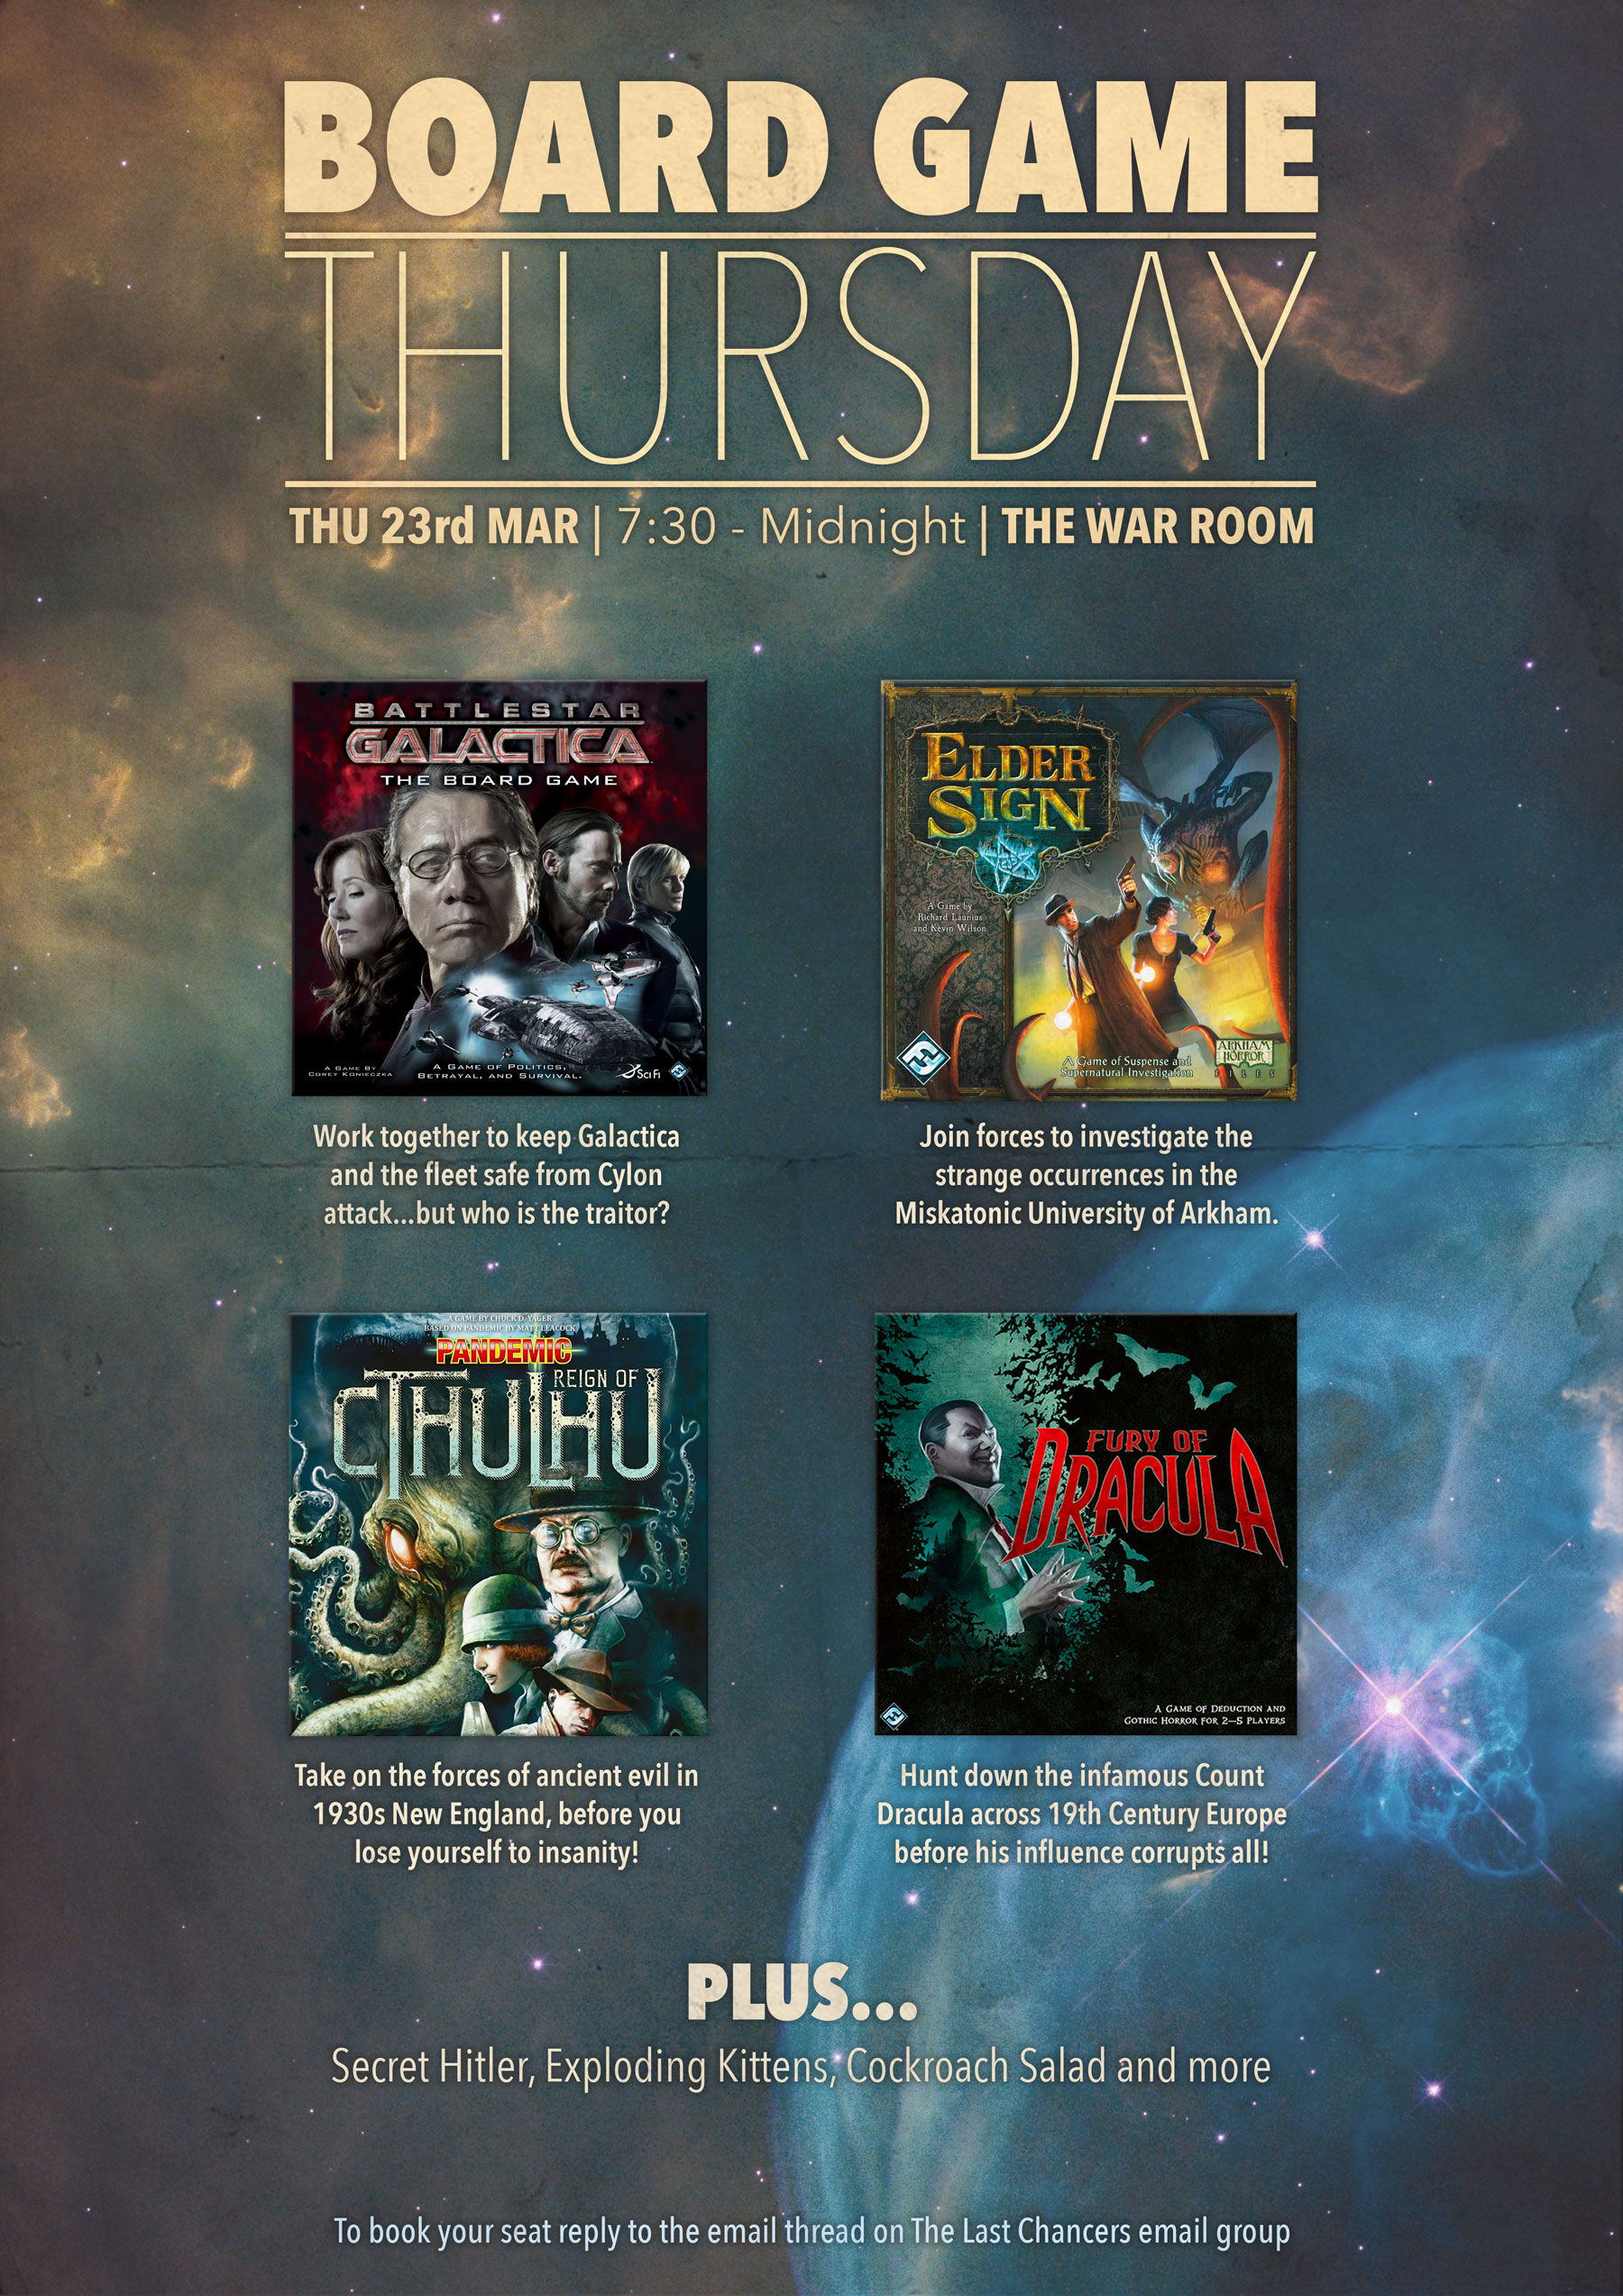 BOARD GAME
THURSDAY
THU 23rd MAR | 7:30 - Midnight | THE WAR ROOM
BATTLESTAR
GALACTICA
THE BOARD GAME
A GAME BY
COREY KONIECZKA
A GAME OF POLITICS,
BETRAYAL, AND SURVIVAL.
SCI FI
Work together to keep Galactica
and the fleet safe from Cylon
attack...but who is the traitor?
ELDER
SIGN
A Game by
Richard Launius
and Kevin Wilson
A Game of Suspense and
Supernatural Investigation
ARKHAM
HORROR
FILES
Join forces to investigate the
strange occurrences in the
Miskatonic University of Arkham.
A GAME BY CHUCK D. YAGER
BASED ON PANDEMIC BY MATT LEACOCK
PANDEMIC
REIGN OF
CTHULHU
Take on the forces of ancient evil in
1930s New England, before you
lose yourself to insanity!
FURY OF
DRACULA
A GAME OF DEDUCTION AND
GOTHIC HORROR FOR 2–5 PLAYERS
Hunt down the infamous Count
Dracula across 19th Century Europe
before his influence corrupts all!
PLUS...
Secret Hitler, Exploding Kittens, Cockroach Salad and more
To book your seat reply to the email thread on The Last Chancers email group